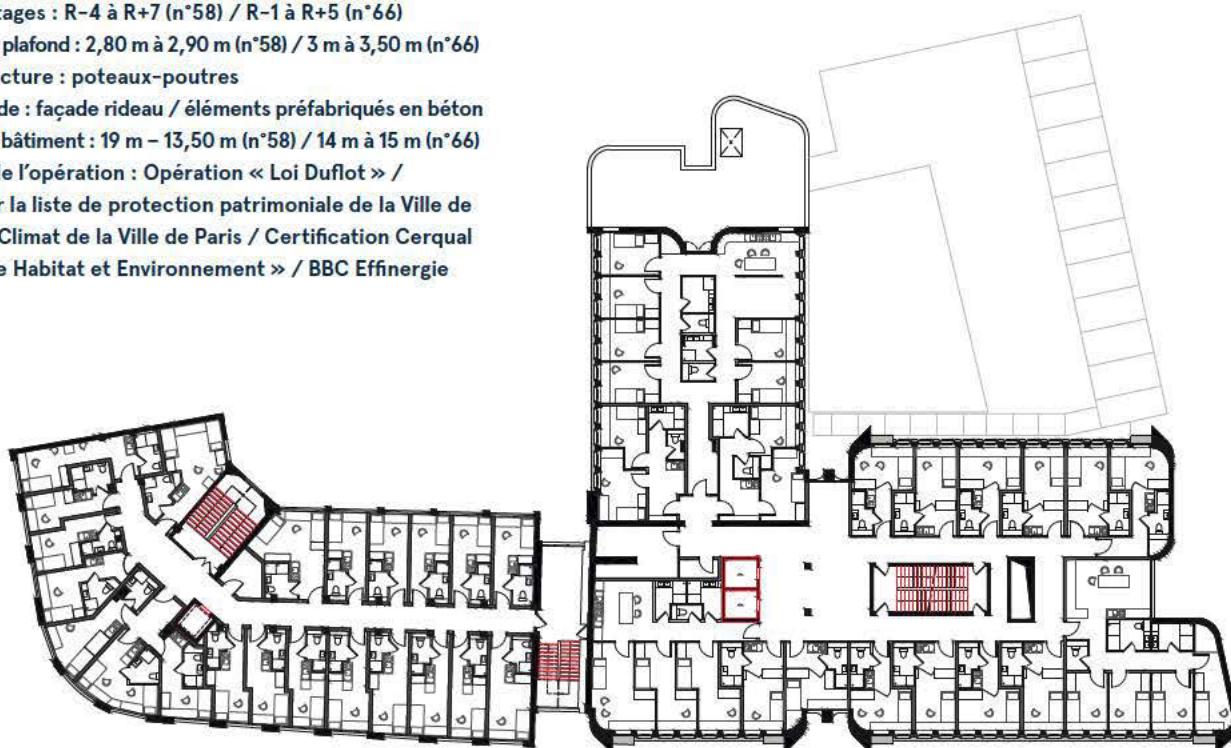 tages : R-4 à R+7 (n°58) / R-1 à R+5 (n°66)
plafond : 2,80 m à 2,90 m (n°58) / 3 m à 3,50 m (n°66)
cture : poteaux-poutres
de : façade rideau / éléments préfabriqués en béton
bâtiment : 19 m – 13,50 m (n°58) / 14 m à 15 m (n°66)
de l’opération : Opération « Loi Duflot » /
r la liste de protection patrimoniale de la Ville de
Climat de la Ville de Paris / Certification Cerqual
e Habitat et Environnement » / BBC Effinergie